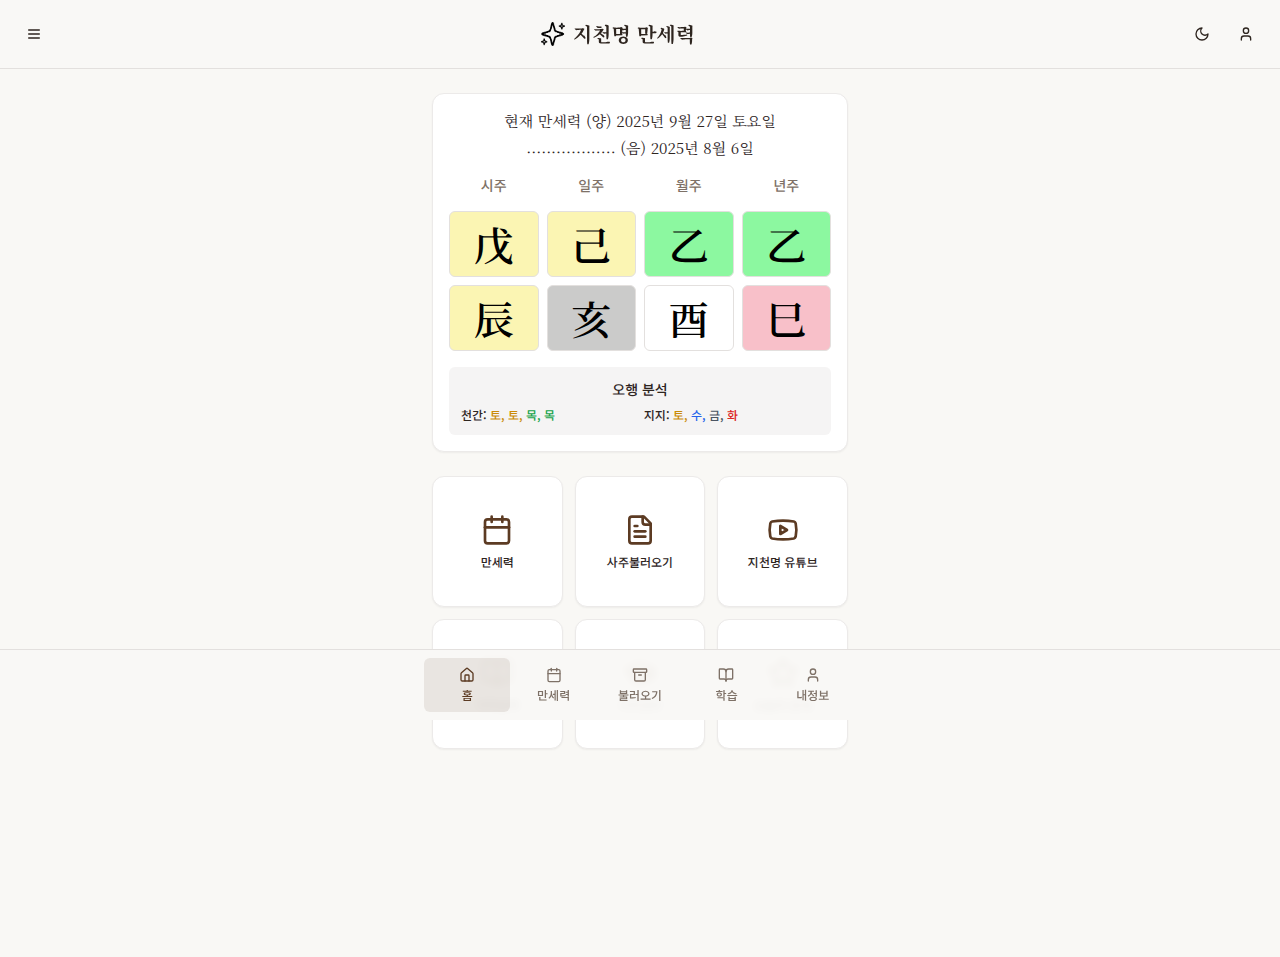 지천명 만세력
현재 만세력 (양) 2025년 9월 27일 토요일
.................. (음) 2025년 8월 6일
시주 일주 월주 년주
戊 己 乙 乙
辰 亥 酉 巳
오행 분석
천간: 토, 토, 목, 목 지지: 토, 수, 금, 화
만세력 사주불러오기 지천명 유튜브
홈 만세력 불러오기 학습 내정보